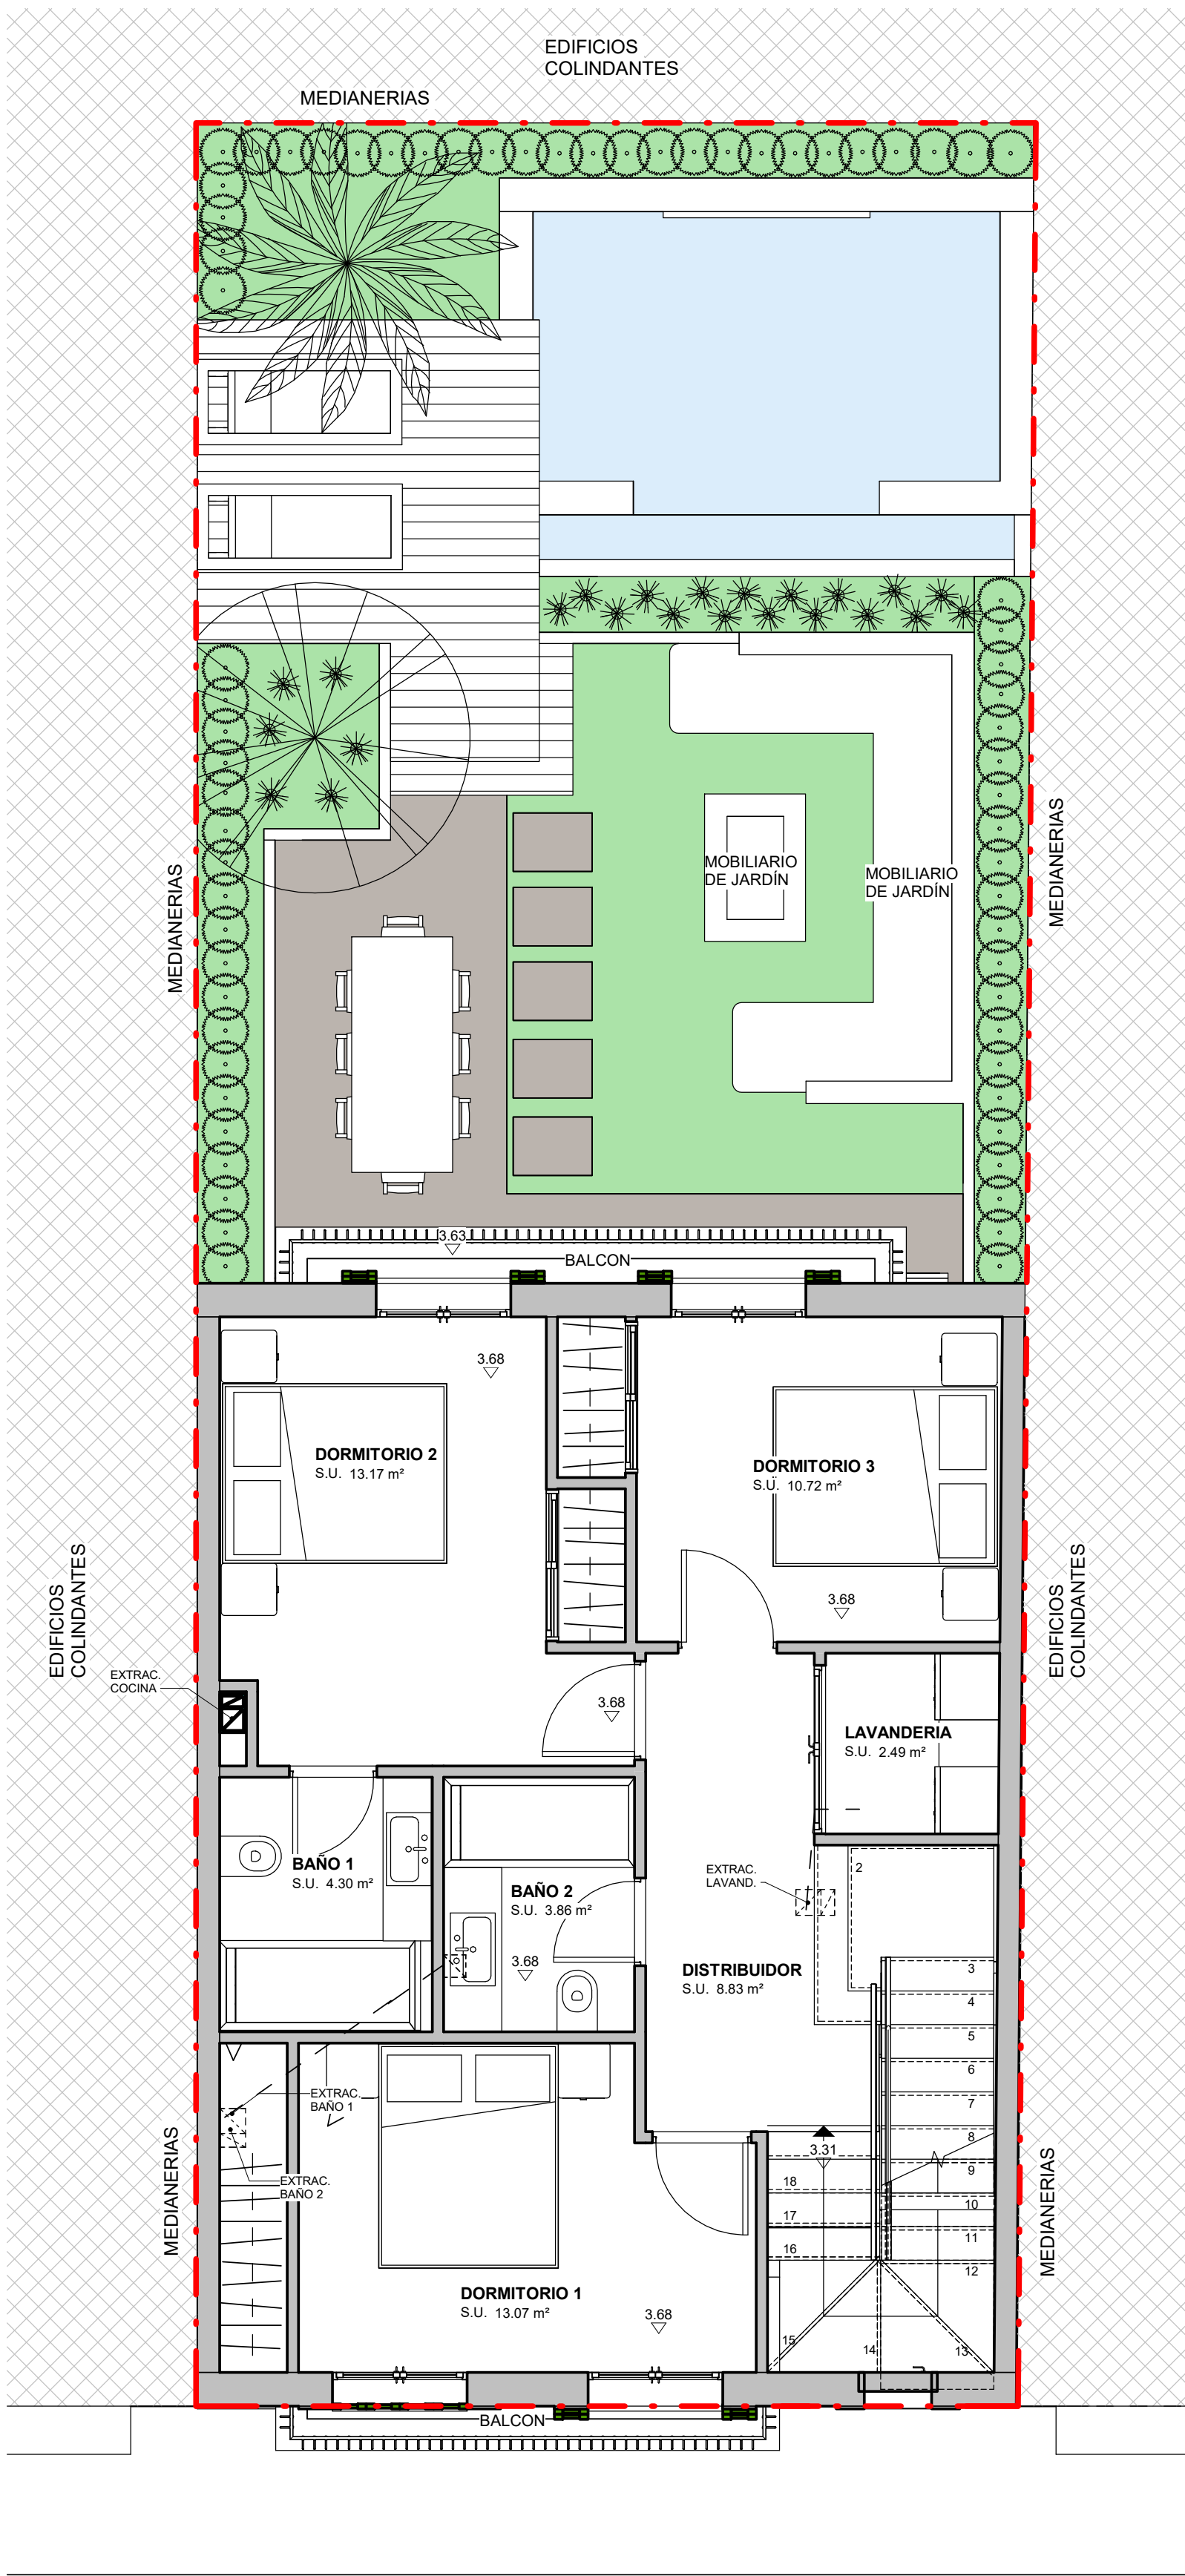 EDIFICIOS
COLINDANTES
MEDIANERIAS
MOBILIARIO
DE JARDÍN
MOBILIARIO
DE JARDÍN
MEDIANERIAS
MEDIANERIAS
3.63
BALCON
3.68
DORMITORIO 2
S.U. 13.17 m²
DORMITORIO 3
S.U. 10.72 m²
EDIFICIOS
COLINDANTES
EDIFICIOS
COLINDANTES
3.68
EXTRAC.
COCINA
3.68
LAVANDERIA
S.U. 2.49 m²
BAÑO 1
S.U. 4.30 m²
BAÑO 2
S.U. 3.86 m²
EXTRAC.
LAVAND.
2
3.68
DISTRIBUIDOR
S.U. 8.83 m²
3
4
5
6
7
8
9
10
11
12
13
14
15
16
17
18
3.31
EXTRAC.
BAÑO 1
EXTRAC.
BAÑO 2
MEDIANERIAS
MEDIANERIAS
DORMITORIO 1
S.U. 13.07 m²
3.68
BALCON